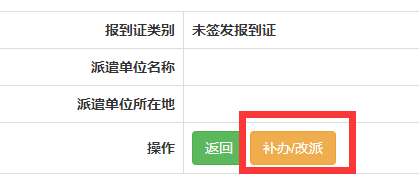 报到证类别 未签发报到证
派遣单位名称
派遣单位所在地
操作 返回 补办/改派